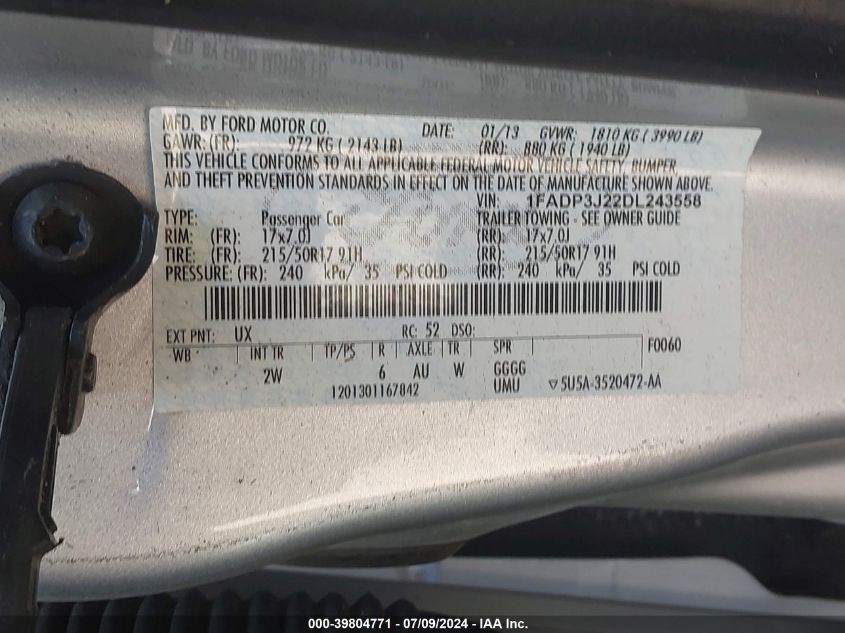 MFD. BY FORD MOTOR CO. DATE: 01/13 GVWR: 1810 KG ( 3990 LB)
GAWR: (FR): 972 KG ( 2143 LB) (RR): 880 KG ( 1940 LB)
THIS VEHICLE CONFORMS TO ALL APPLICABLE FEDERAL MOTOR VEHICLE SAFETY, BUMPER,
AND THEFT PREVENTION STANDARDS IN EFFECT ON THE DATE OF MANUFACTURE SHOWN ABOVE.
VIN: 1FADP3J22DL243558
TYPE: Passenger Car TRAILER TOWING - SEE OWNER GUIDE
RIM: (FR): 17x7.0J (RR): 17x7.0J
TIRE: (FR): 215/50R17 91H (RR): 215/50R17 91H
PRESSURE: (FR): 240 kPa/ 35 PSI COLD (RR): 240 kPa/ 35 PSI COLD
EXT PNT: UX RC: 52 DSO: F0060
WB INT TR TP/PS R AXLE TR SPR
2W 6 AU W GGGG
1201301167842 UMU ▽5U5A-3520472-AA
000-39804771 - 07/09/2024 - IAA Inc.